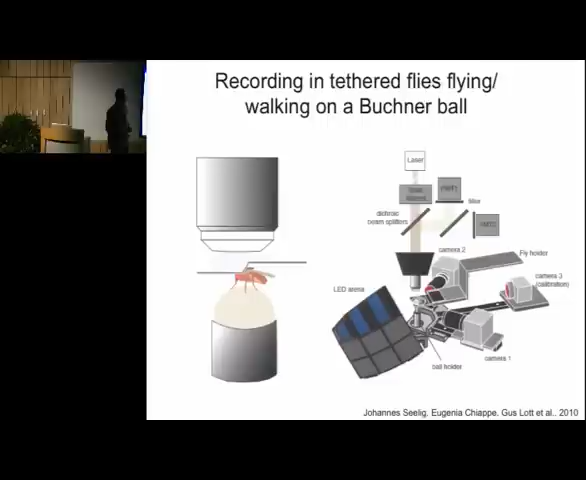 Recording in tethered flies flying/
walking on a Buchner ball
Laser
PMT1
filter
dichroic
beam splitters
camera 2
Fly holder
camera 3
(calibration)
LED arena
camera 1
ball holder
Johannes Seelig, Eugenia Chiappe, Gus Lott et al., 2010